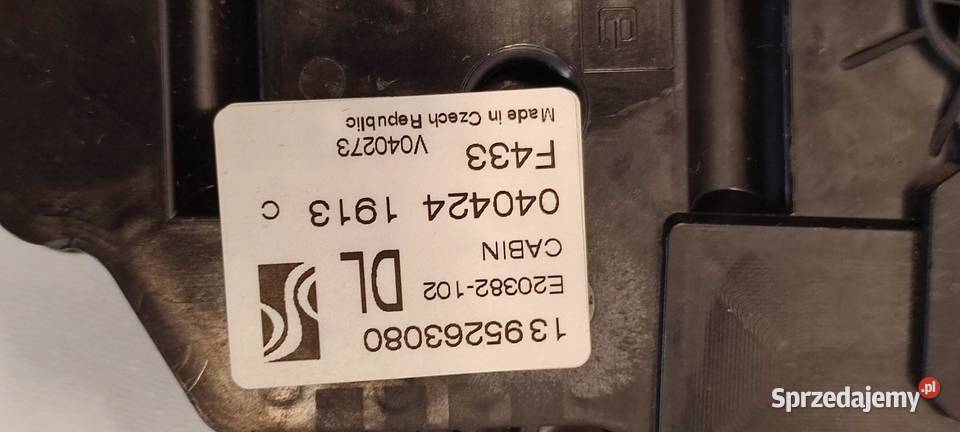 13 95263080
E20382-102
CABIN
DL
040424 1913 C
F433
V040273
Made in Czech Republic
Sprzedajemy.pl